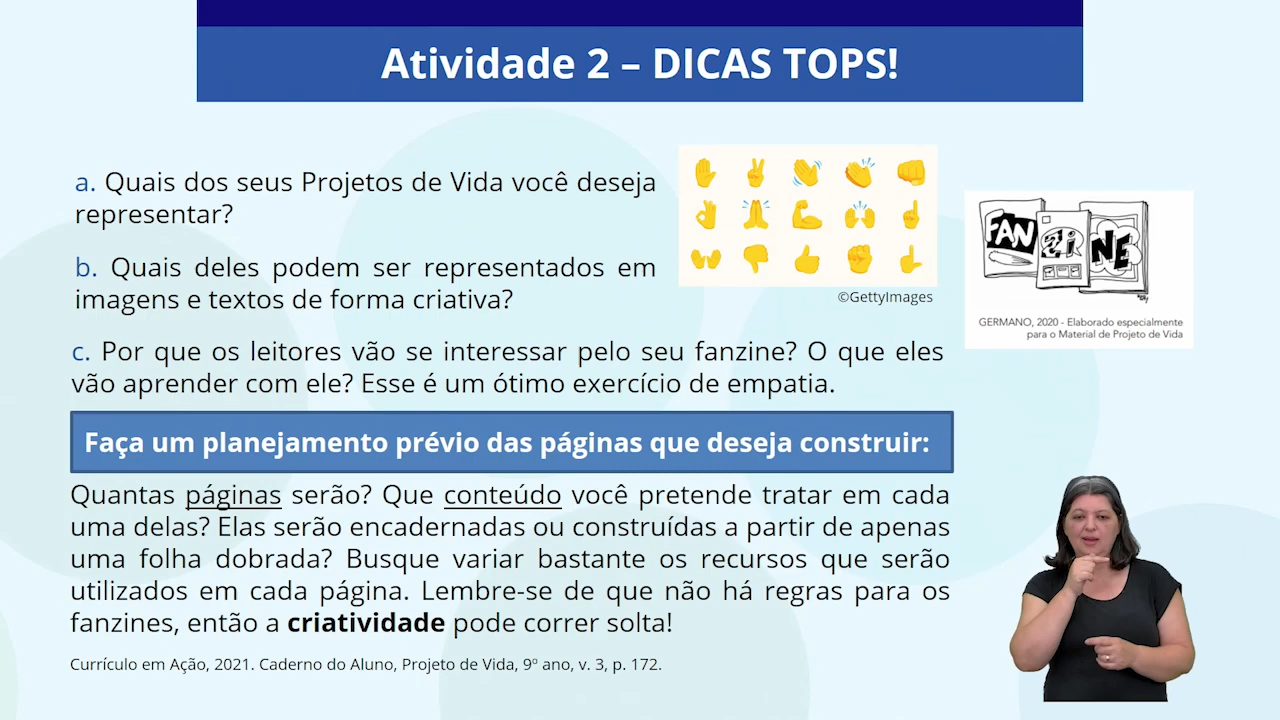 Atividade 2 – DICAS TOPS!
a. Quais dos seus Projetos de Vida você deseja
representar?
b. Quais deles podem ser representados em
imagens e textos de forma criativa?
©GettyImages
FAN
ZI
NE
GERMANO, 2020 - Elaborado especialmente
para o Material de Projeto de Vida
c. Por que os leitores vão se interessar pelo seu fanzine? O que eles
vão aprender com ele? Esse é um ótimo exercício de empatia.
Faça um planejamento prévio das páginas que deseja construir:
Quantas páginas serão? Que conteúdo você pretende tratar em cada
uma delas? Elas serão encadernadas ou construídas a partir de apenas
uma folha dobrada? Busque variar bastante os recursos que serão
utilizados em cada página. Lembre-se de que não há regras para os
fanzines, então a criatividade pode correr solta!
Currículo em Ação, 2021. Caderno do Aluno, Projeto de Vida, 9º ano, v. 3, p. 172.